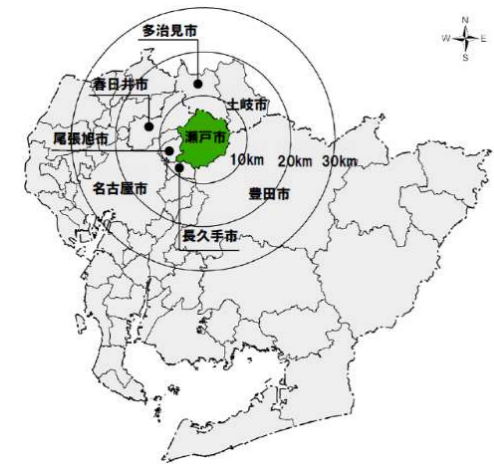 多治見市
N
W
E
S
春日井市
土岐市
尾張旭市
瀬戸市
10km
20km
30km
名古屋市
豊田市
長久手市